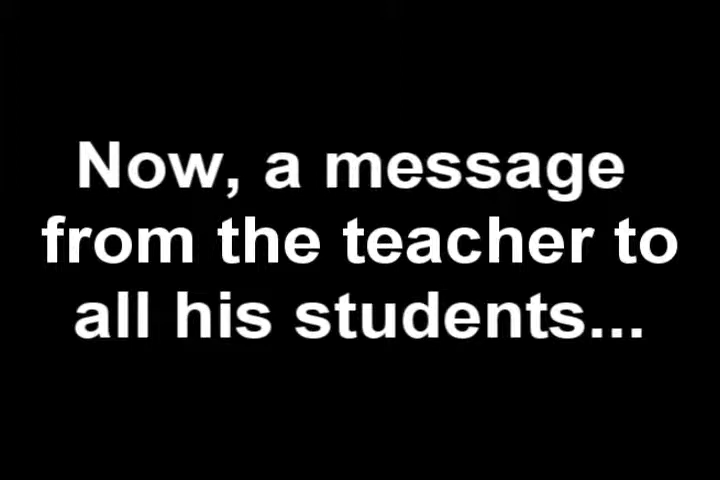 Now, a message
from the teacher to
all his students...